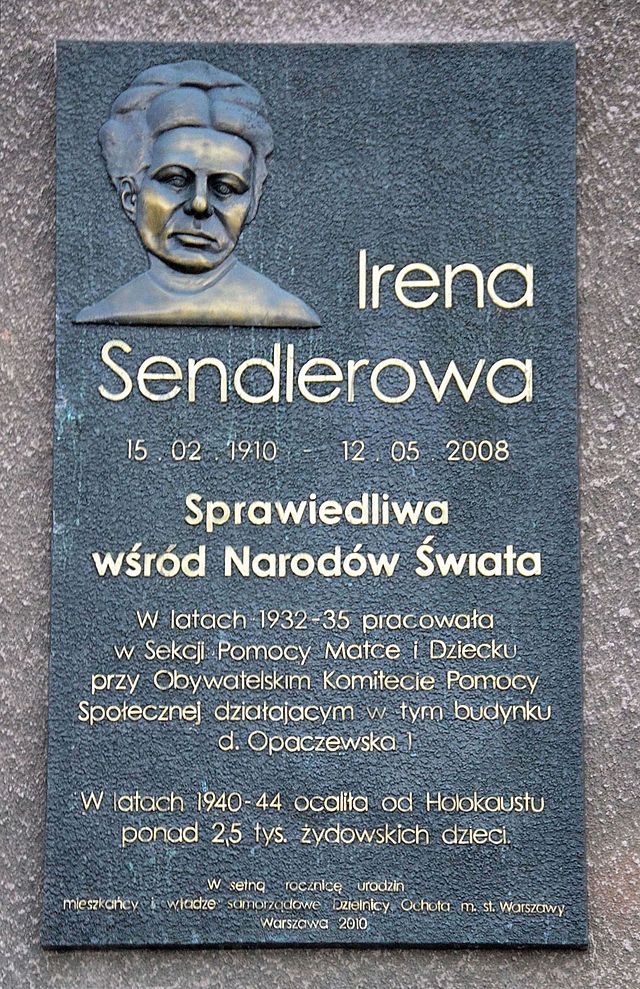 Irena
Sendlerowa
15.02.1910 - 12.05 2008
Sprawiedliwa
wśród Narodów Świata
W latach 1932-35 pracowała
w Sekcji Pomocy Matce i Dziecku
przy Obywatelskim Komitecie Pomocy
Społecznej działającym w tym budynku
d. Opaczewska 1
W latach 1940-44 ocaliła od Holokaustu
ponad 2,5 tys. żydowskich dzieci.
W setną rocznicę urodzin
mieszkańcy i władze samorządowe Dzielnicy Ochota m. st. Warszawy
Warszawa 2010